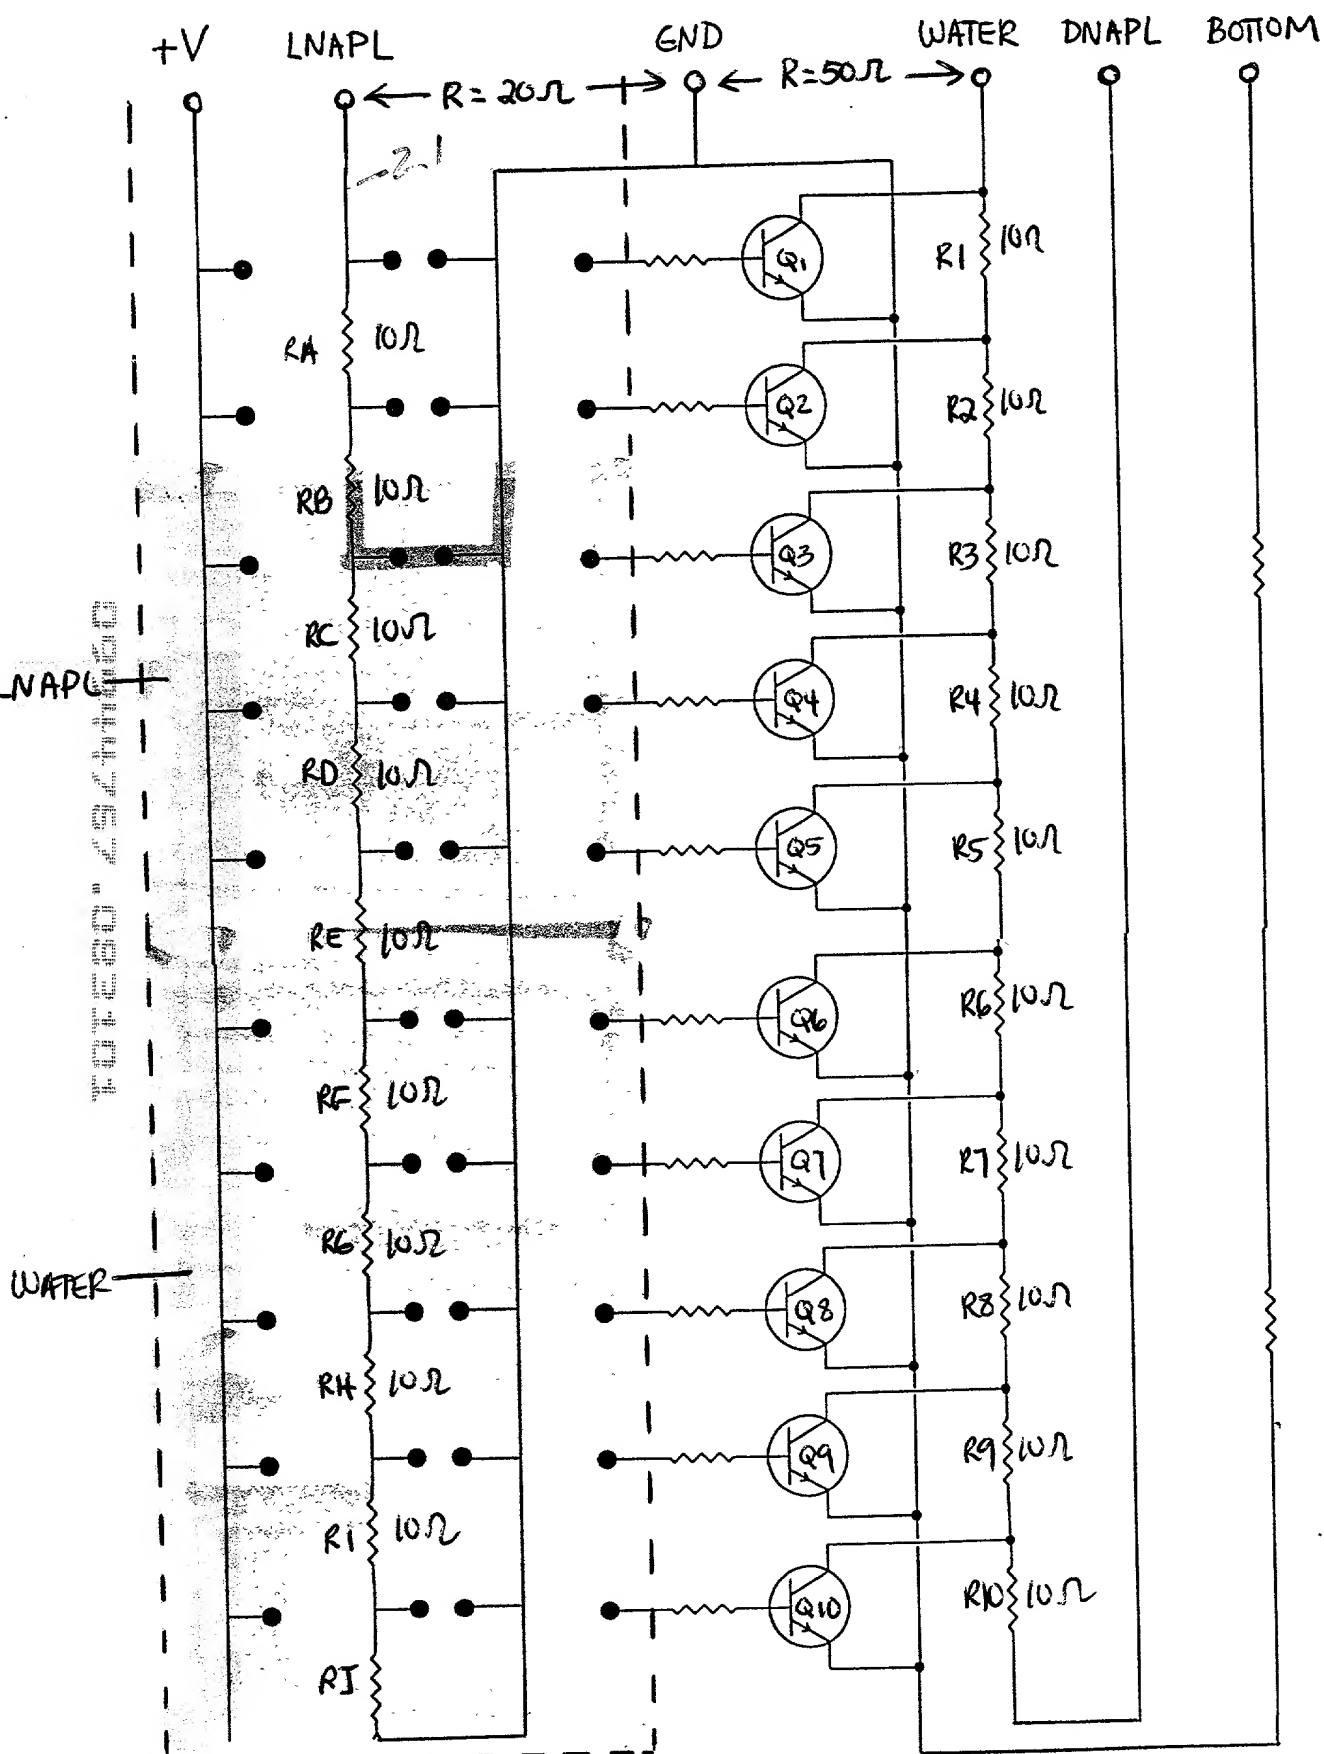 +V LNAPL GND WATER DNAPL BOTTOM
R= 20Ω R=50Ω
2.1
Q1 R1 10Ω
RA 10Ω
Q2 R2 10Ω
RB 10Ω
Q3 R3 10Ω
RC 10Ω
NAPL
Q4 R4 10Ω
RD 10Ω
Q5 R5 10Ω
RE 10Ω
Q6 R6 10Ω
RF 10Ω
Q7 R7 10Ω
RG 10Ω
WATER
Q8 R8 10Ω
RH 10Ω
Q9 R9 10Ω
RI 10Ω
Q10 R10 10Ω
RJ